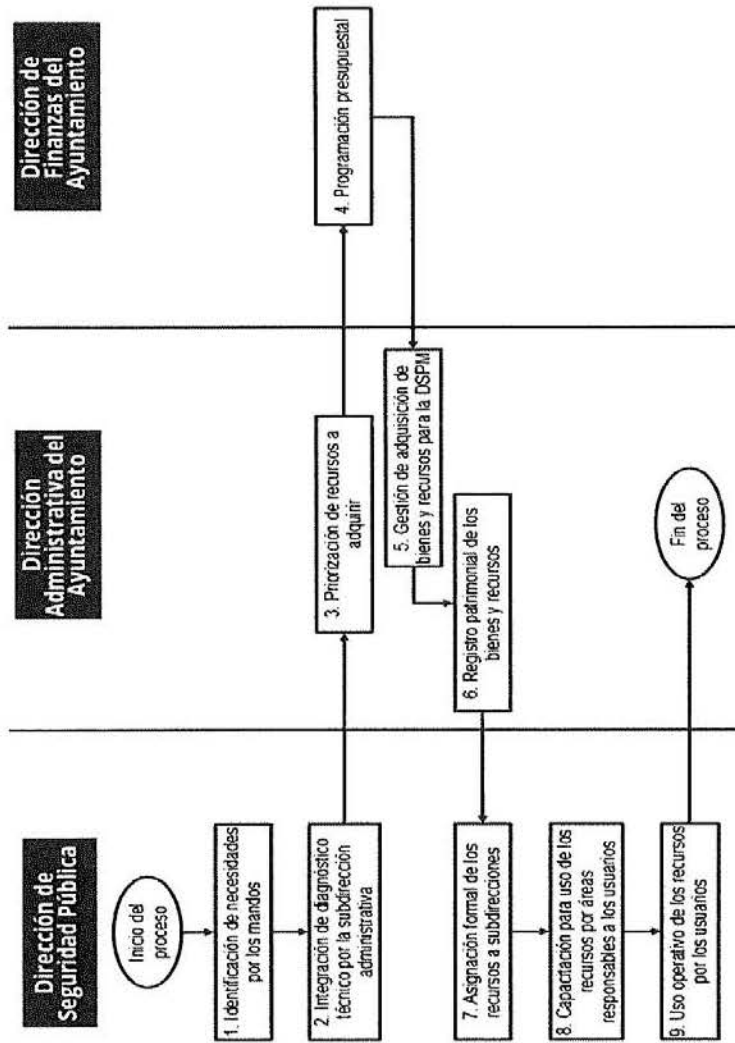 Dirección de
Seguridad Pública
Dirección
Administrativa del
Ayuntamiento
Dirección de
Finanzas del
Ayuntamiento
Inicio del
proceso
1. Identificación de necesidades
por los mandos
2. Integración de diagnóstico
técnico por la subdirección
administrativa
3. Priorización de recursos a
adquirir
4. Programación presupuestal
5. Gestión de adquisición de
bienes y recursos para la DSPM
6. Registro patrimonial de los
bienes y recursos
7. Asignación formal de los
recursos a subdirecciones
8. Capacitación para uso de los
recursos por áreas
responsables a los usuarios
9. Uso operativo de los recursos
por los usuarios
Fin del
proceso